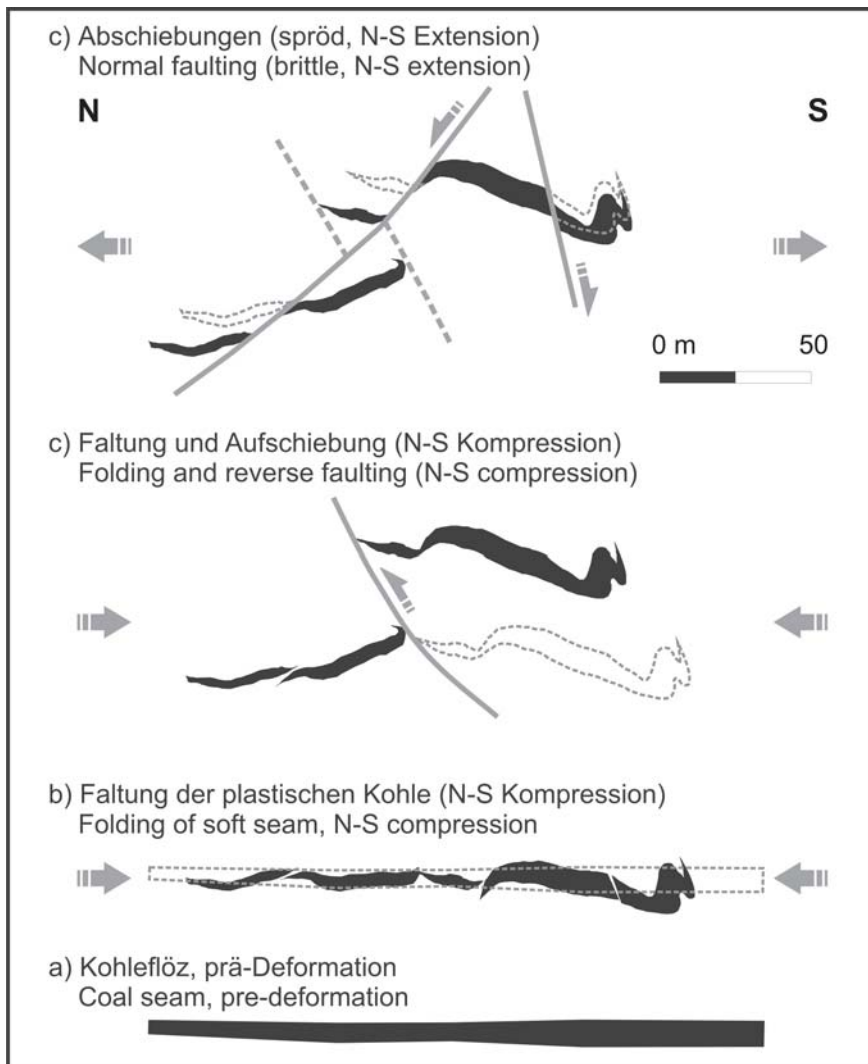 c) Abschiebungen (spröd, N-S Extension)
Normal faulting (brittle, N-S extension)
N
S
0 m 50
c) Faltung und Aufschiebung (N-S Kompression)
Folding and reverse faulting (N-S compression)
b) Faltung der plastischen Kohle (N-S Kompression)
Folding of soft seam, N-S compression
a) Kohleflöz, prä-Deformation
Coal seam, pre-deformation